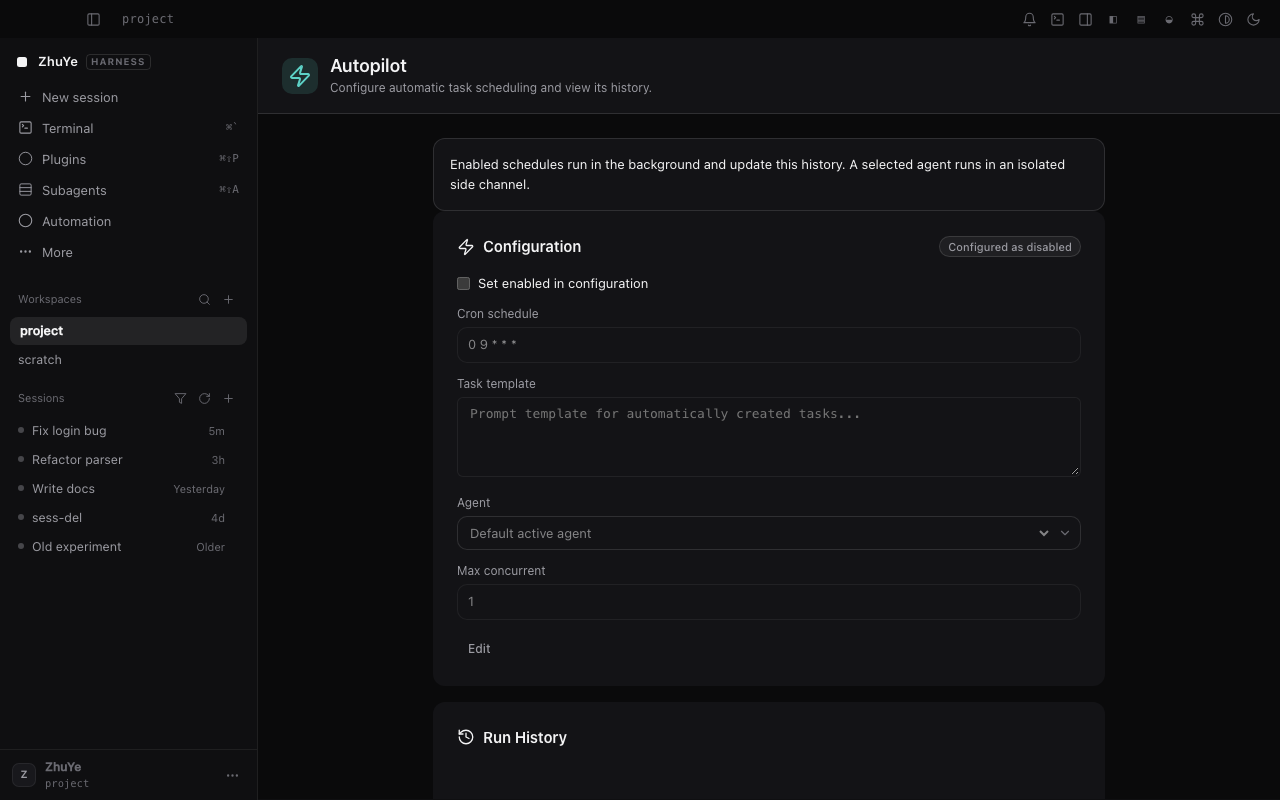 project
ZhuYe HARNESS
New session
Terminal ⌘`
Plugins ⌘⇧P
Subagents ⌘⇧A
Automation
More
Workspaces
project
scratch
Sessions
Fix login bug 5m
Refactor parser 3h
Write docs Yesterday
sess-del 4d
Old experiment Older
Z
ZhuYe
project
Autopilot
Configure automatic task scheduling and view its history.
Enabled schedules run in the background and update this history. A selected agent runs in an isolated
side channel.
Configuration Configured as disabled
Set enabled in configuration
Cron schedule
0 9 * * *
Task template
Prompt template for automatically created tasks...
Agent
Default active agent
Max concurrent
1
Edit
Run History